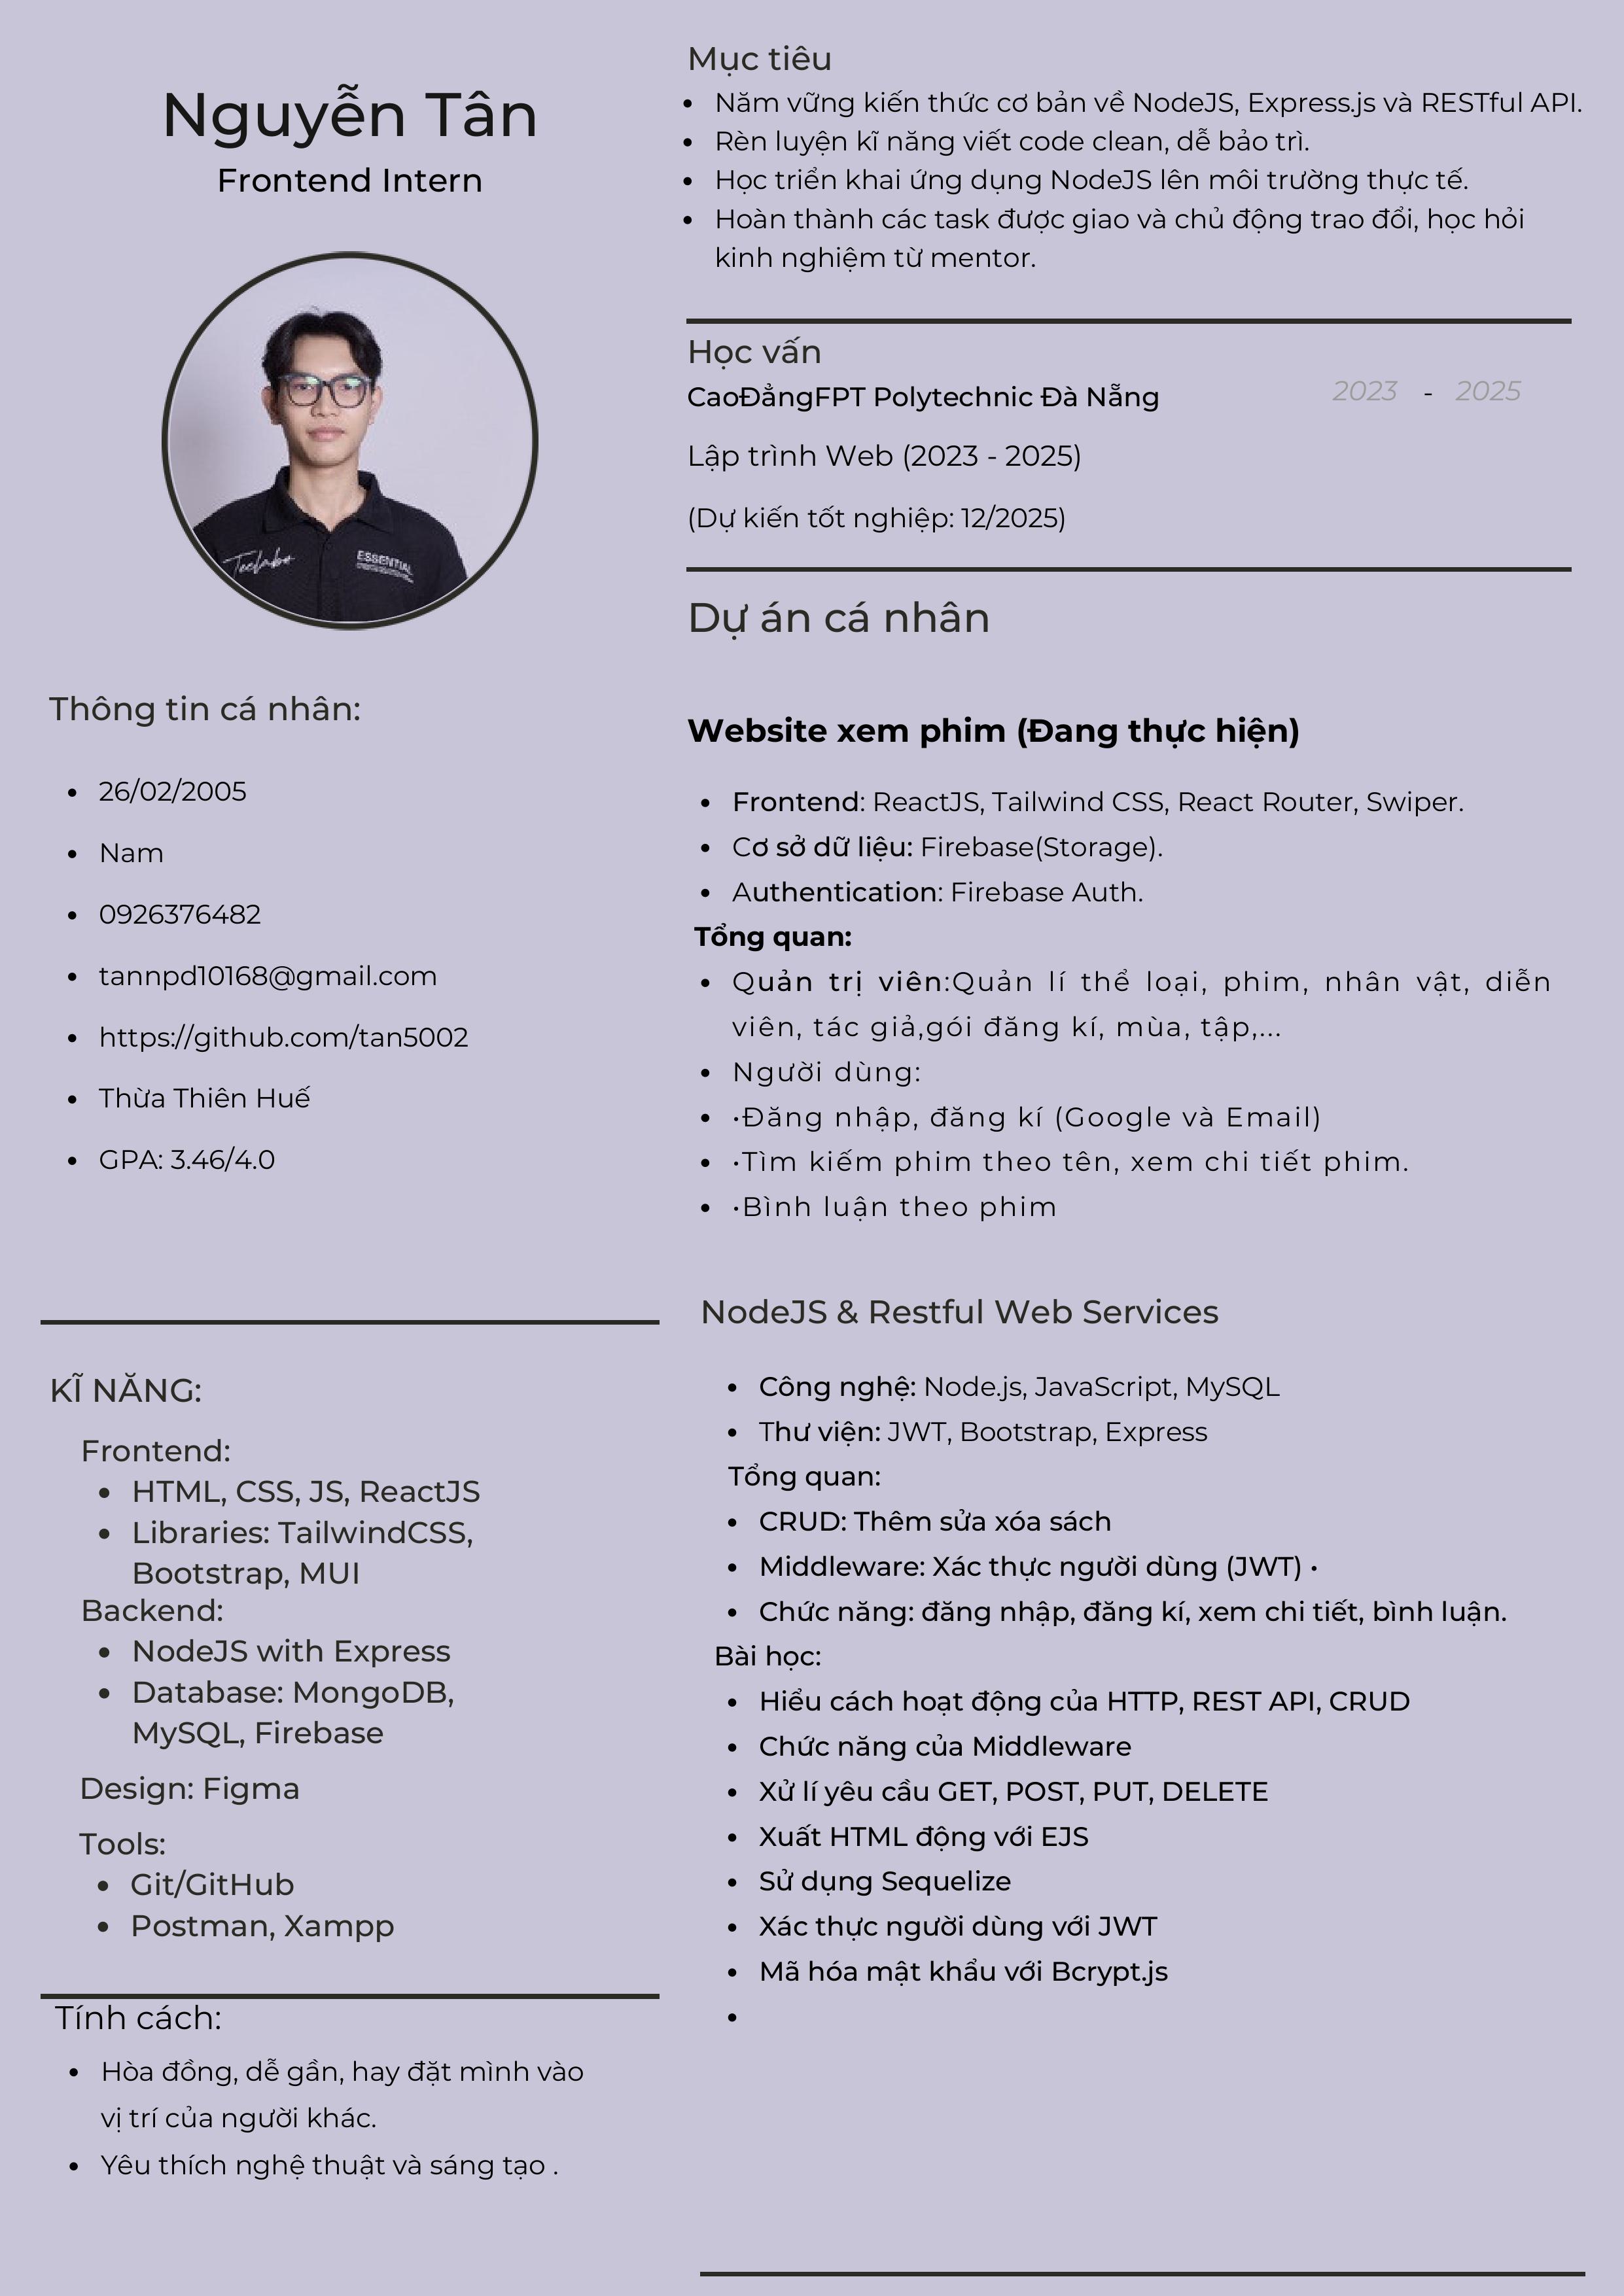 Nguyễn Tân
Frontend Intern
Teelabo
ESSENTIAL
Thông tin cá nhân:
• 26/02/2005
• Nam
• 0926376482
• tannpd10168@gmail.com
• https://github.com/tan5002
• Thừa Thiên Huế
• GPA: 3.46/4.0
KĨ NĂNG:
Frontend:
• HTML, CSS, JS, ReactJS
• Libraries: TailwindCSS,
Bootstrap, MUI
Backend:
• NodeJS with Express
• Database: MongoDB,
MySQL, Firebase
Design: Figma
Tools:
• Git/GitHub
• Postman, Xampp
Tính cách:
• Hòa đồng, dễ gần, hay đặt mình vào
vị trí của người khác.
• Yêu thích nghệ thuật và sáng tạo .
Mục tiêu
• Năm vững kiến thức cơ bản về NodeJS, Express.js và RESTful API.
• Rèn luyện kĩ năng viết code clean, dễ bảo trì.
• Học triển khai ứng dụng NodeJS lên môi trường thực tế.
• Hoàn thành các task được giao và chủ động trao đổi, học hỏi
kinh nghiệm từ mentor.
Học vấn
CaoĐẳngFPT Polytechnic Đà Nẵng 2023 - 2025
Lập trình Web (2023 - 2025)
(Dự kiến tốt nghiệp: 12/2025)
Dự án cá nhân
Website xem phim (Đang thực hiện)
• Frontend: ReactJS, Tailwind CSS, React Router, Swiper.
• Cơ sở dữ liệu: Firebase(Storage).
• Authentication: Firebase Auth.
Tổng quan:
• Quản trị viên:Quản lí thể loại, phim, nhân vật, diễn
viên, tác giả,gói đăng kí, mùa, tập,...
• Người dùng:
• •Đăng nhập, đăng kí (Google và Email)
• •Tìm kiếm phim theo tên, xem chi tiết phim.
• •Bình luận theo phim
NodeJS & Restful Web Services
• Công nghệ: Node.js, JavaScript, MySQL
• Thư viện: JWT, Bootstrap, Express
Tổng quan:
• CRUD: Thêm sửa xóa sách
• Middleware: Xác thực người dùng (JWT) •
• Chức năng: đăng nhập, đăng kí, xem chi tiết, bình luận.
Bài học:
• Hiểu cách hoạt động của HTTP, REST API, CRUD
• Chức năng của Middleware
• Xử lí yêu cầu GET, POST, PUT, DELETE
• Xuất HTML động với EJS
• Sử dụng Sequelize
• Xác thực người dùng với JWT
• Mã hóa mật khẩu với Bcrypt.js
•